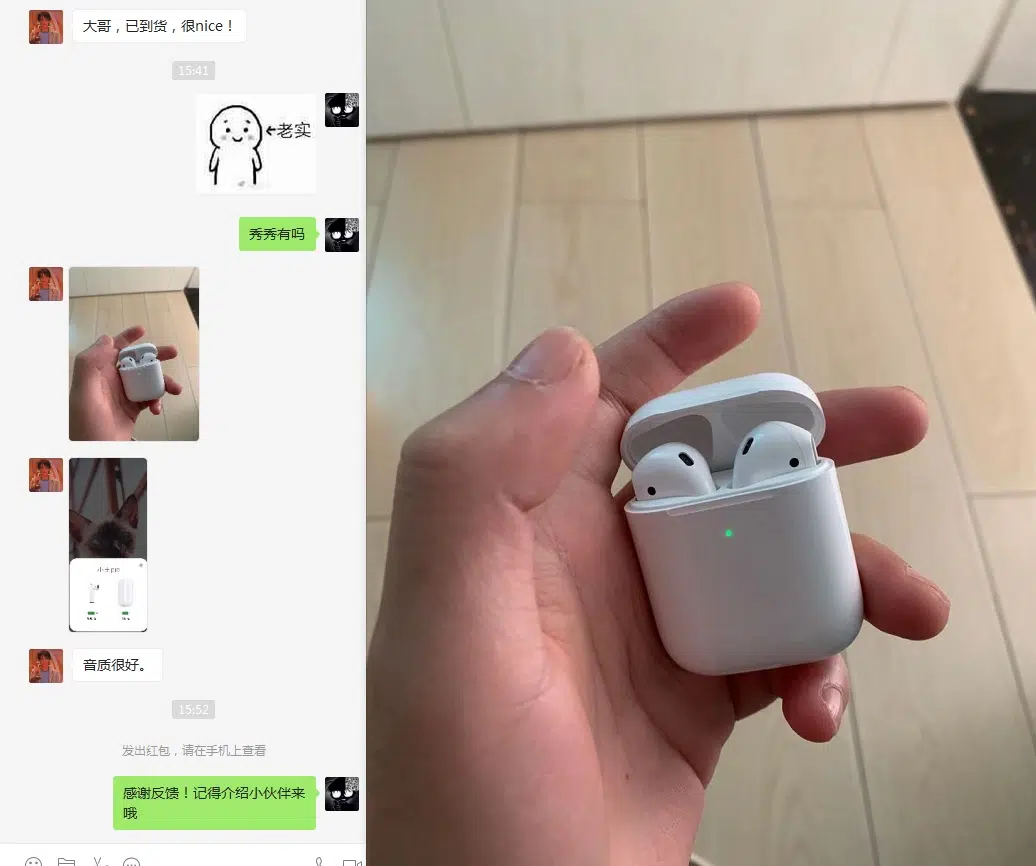 大哥，已到货，很nice！
15:41
←老实
秀秀有吗
音质很好。
15:52
发出红包，请在手机上查看
感谢反馈！记得介绍小伙伴来
哦